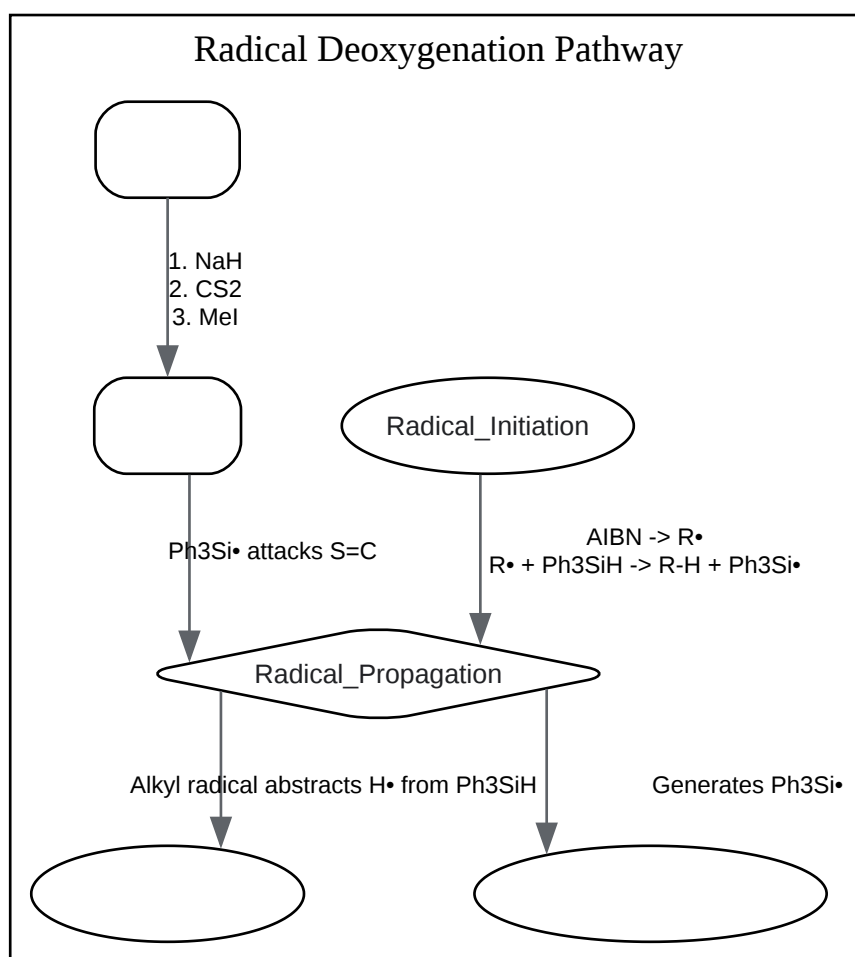 Radical Deoxygenation Pathway
1. NaH
2. CS2
3. MeI
Radical_Initiation
Ph3Si• attacks S=C
AIBN -> R•
R• + Ph3SiH -> R-H + Ph3Si•
Radical_Propagation
Alkyl radical abstracts H• from Ph3SiH
Generates Ph3Si•